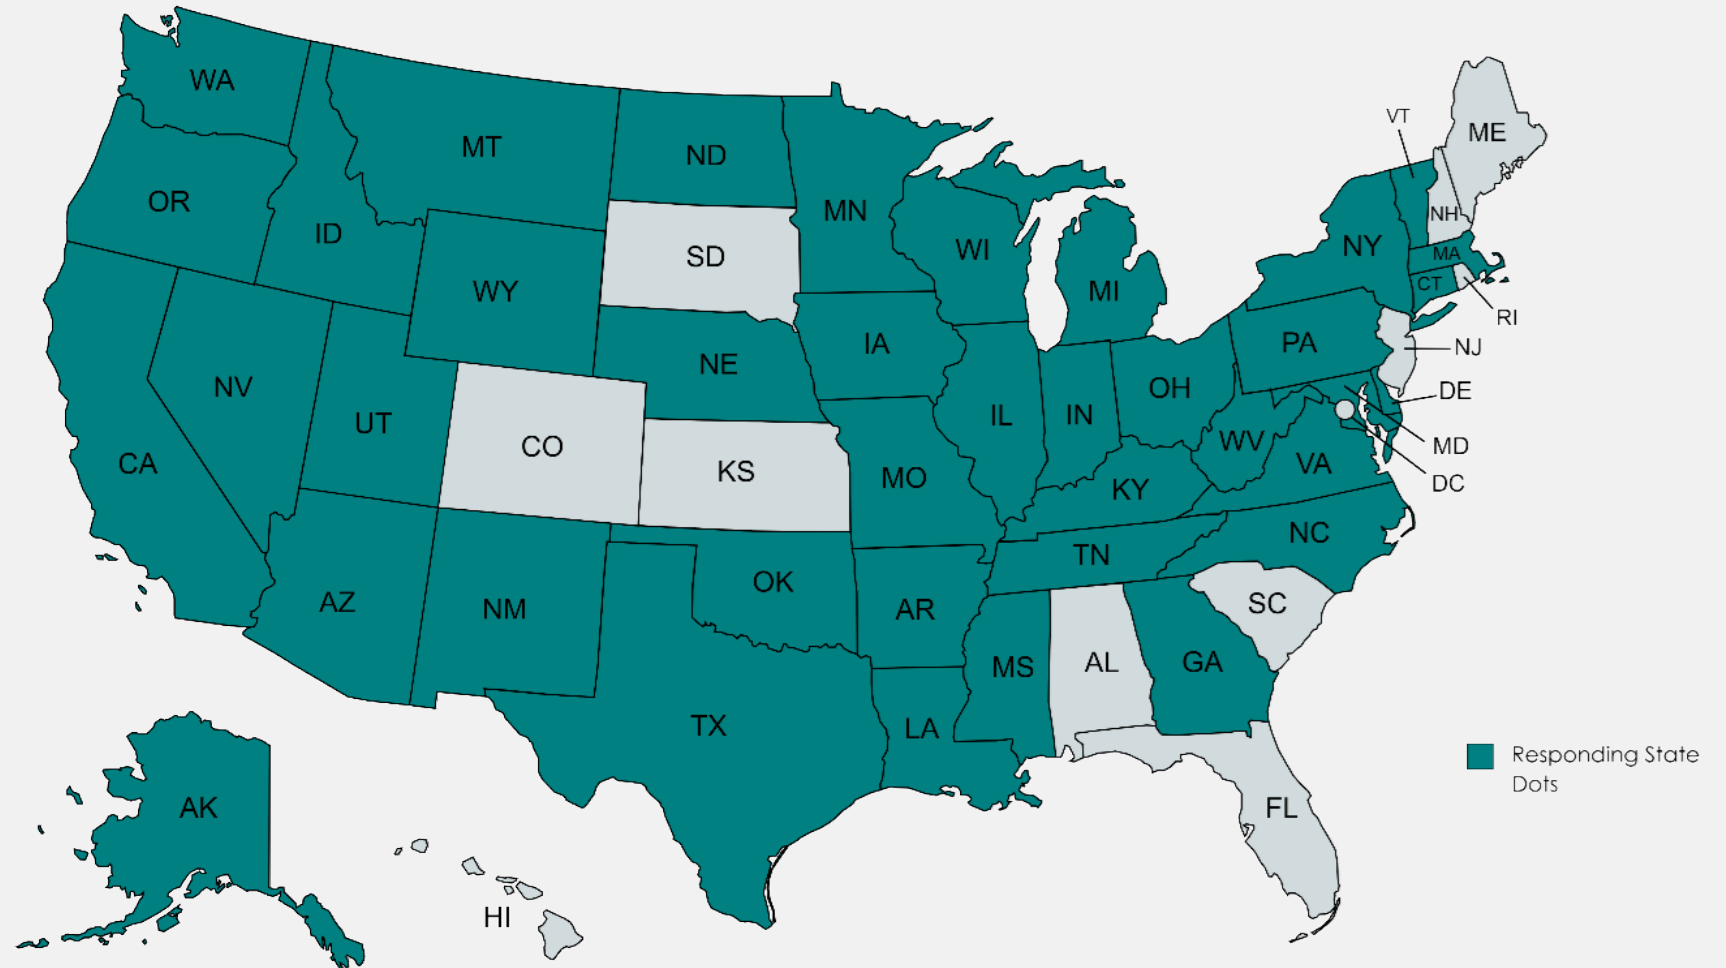 WA
MT
ND
VT
ME
OR
ID
MN
WI
NH
NY
MA
SD
WY
MI
CT
RI
IA
PA
NJ
NE
NV
UT
OH
DE
IL
IN
CO
CA
KS
MO
WV
VA
MD
KY
DC
NC
TN
OK
AZ
NM
AR
SC
MS
AL
GA
TX
LA
Responding State
Dots
AK
FL
HI